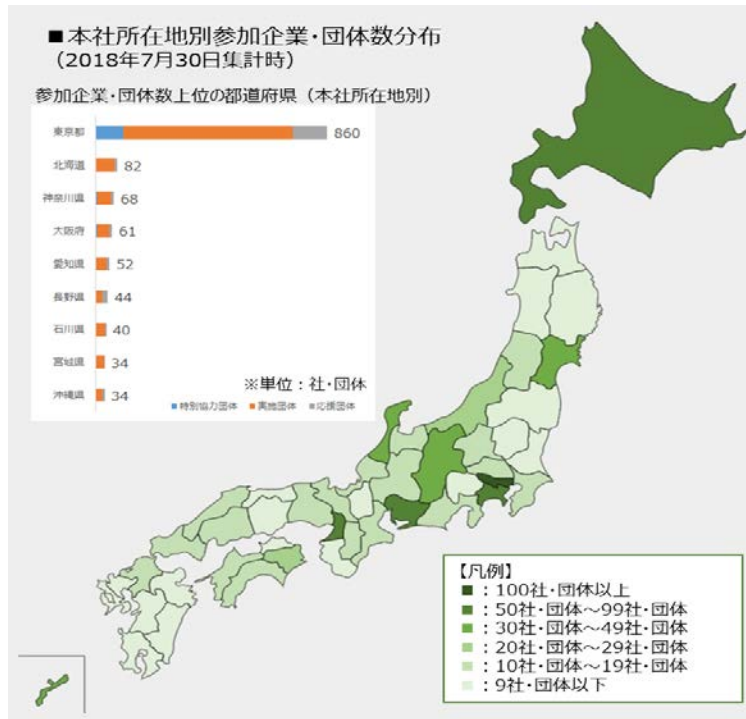 ■本社所在地別参加企業・団体数分布
(2018年7月30日集計時)
参加企業・団体数上位の都道府県(本社所在地別)
東京都 860
北海道 82
神奈川県 68
大阪府 61
愛知県 52
長野県 44
石川県 40
宮城県 34
沖縄県 34
※単位：社・団体
■特別協力団体 ■実施団体 ■応援団体
【凡例】
■：100社・団体以上
■：50社・団体～99社・団体
■：30社・団体～49社・団体
■：20社・団体～29社・団体
■：10社・団体～19社・団体
■：9社・団体以下